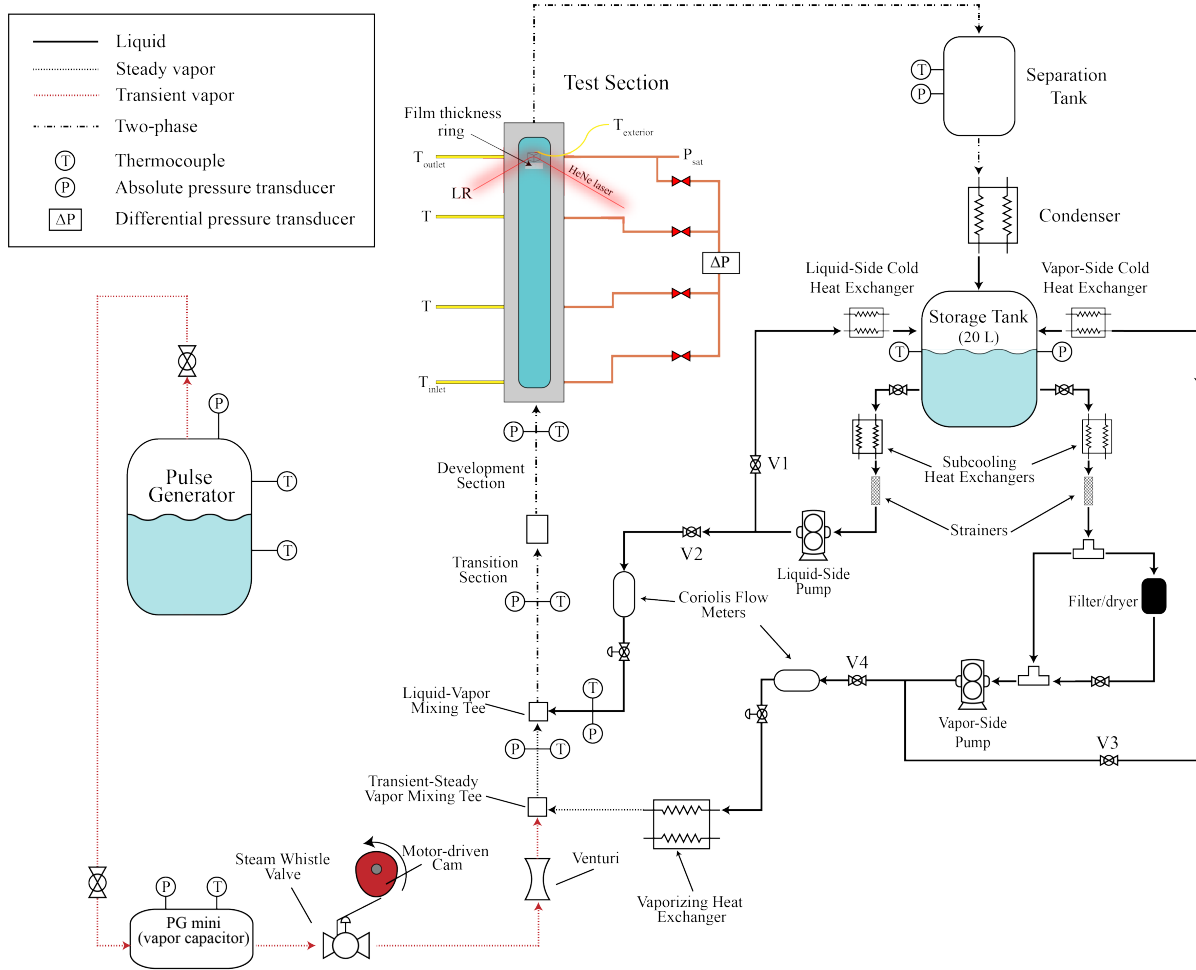 Liquid
Steady vapor
Transient vapor
Two-phase
T
Thermocouple
P
Absolute pressure transducer
ΔP
Differential pressure transducer
Test Section
Film thickness
ring
T exterior
T outlet
P sat
LR
HeNe laser
T
ΔP
T
T inlet
P
T
Development
Section
Transition
Section
P
T
Liquid-Vapor
Mixing Tee
T
P
P
T
Transient-Steady
Vapor Mixing Tee
Venturi
Vaporizing Heat
Exchanger
T
P
Separation
Tank
Condenser
Liquid-Side Cold
Heat Exchanger
Vapor-Side Cold
Heat Exchanger
Storage Tank
(20 L)
T
P
Subcooling
Heat Exchangers
Strainers
V1
V2
Liquid-Side
Pump
Coriolis Flow
Meters
Filter/dryer
V4
Vapor-Side
Pump
V3
P
Pulse
Generator
T
T
Steam Whistle
Valve
Motor-driven
Cam
P
T
PG mini
(vapor capacitor)